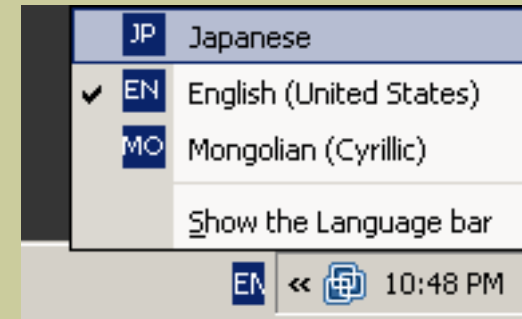 JP Japanese
EN English (United States)
MO Mongolian (Cyrillic)
Show the Language bar
EN « 10:48 PM